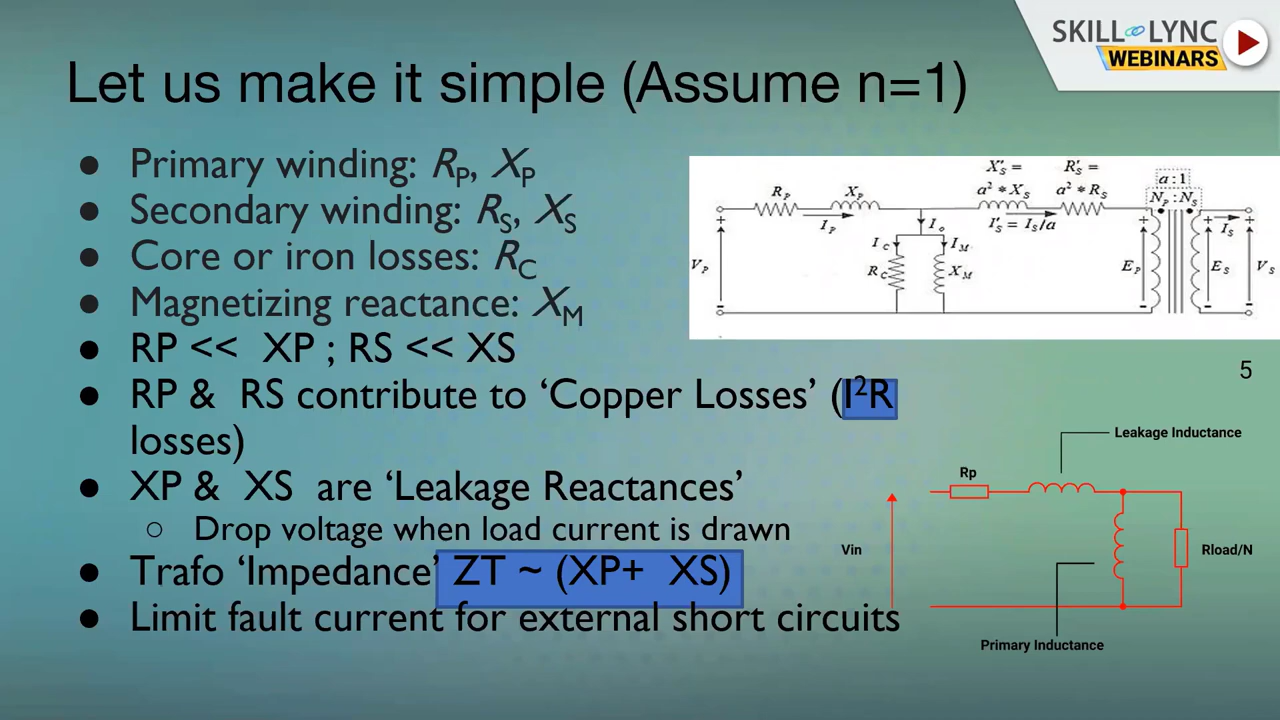 SKILL LYNC
WEBINARS
Let us make it simple (Assume n=1)
● Primary winding: RP, XP
● Secondary winding: RS, XS
● Core or iron losses: RC
● Magnetizing reactance: XM
● RP << XP ; RS << XS
● RP & RS contribute to ‘Copper Losses’ (I²R
losses)
● XP & XS are ‘Leakage Reactances’
○ Drop voltage when load current is drawn
● Trafo ‘Impedance’ ZT ~ (XP+ XS)
● Limit fault current for external short circuits
X'S = R'S =
a² * XS a² * RS
a : 1
NP : NS
RP XP
IP Io I'S = IS/a IS
IC IM
RC XM
VP EP ES VS
+ + + +
- - - -
5
Leakage Inductance
Rp
Vin
Rload/N
Primary Inductance